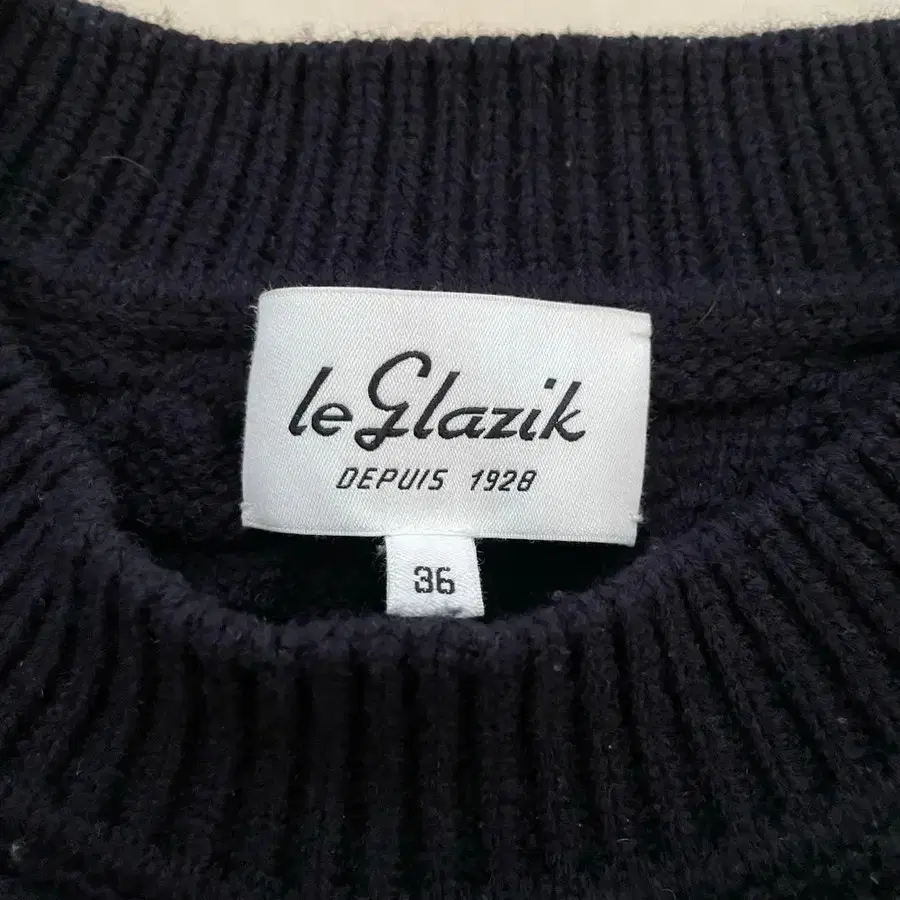 le Glazik
DEPUIS 1928
36